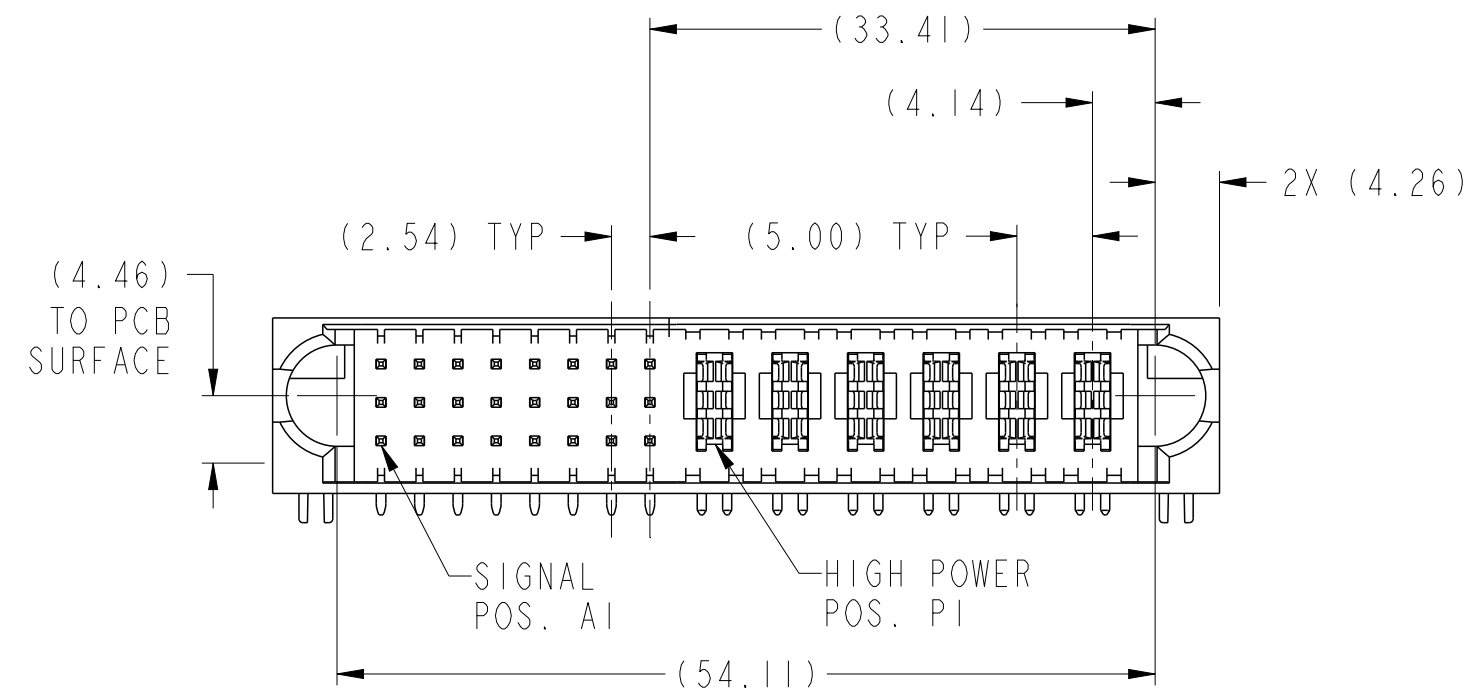 (33.41)
(4.14)
2X (4.26)
(2.54) TYP
(5.00) TYP
(4.46)
TO PCB
SURFACE
SIGNAL
POS. A1
HIGH POWER
POS. P1
(54.11)